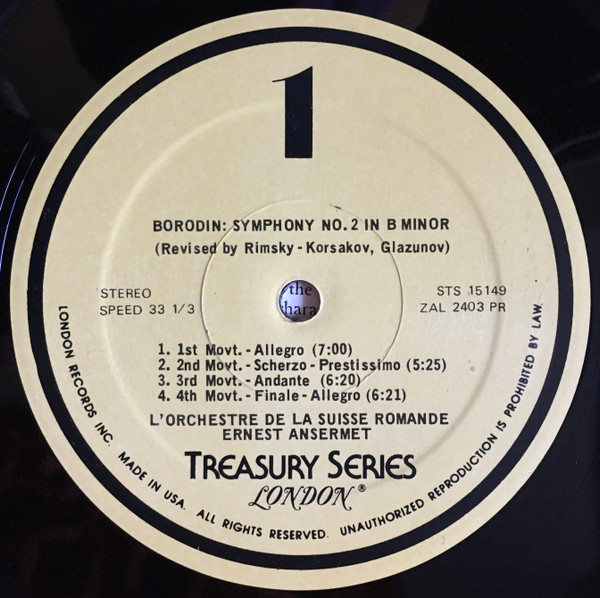 1
BORODIN: SYMPHONY NO. 2 IN B MINOR
(Revised by Rimsky-Korsakov, Glazunov)
STEREO
SPEED 33 1/3
STS 15149
ZAL 2403 PR
the
hara
1. 1st Movt. - Allegro (7:00)
2. 2nd Movt. - Scherzo - Prestissimo (5:25)
3. 3rd Movt. - Andante (6:20)
4. 4th Movt. - Finale - Allegro (6:21)
L'ORCHESTRE DE LA SUISSE ROMANDE
ERNEST ANSERMET
TREASURY SERIES
LONDON®
LONDON RECORDS INC. MADE IN USA. ALL RIGHTS RESERVED. UNAUTHORIZED REPRODUCTION IS PROHIBITED BY LAW.